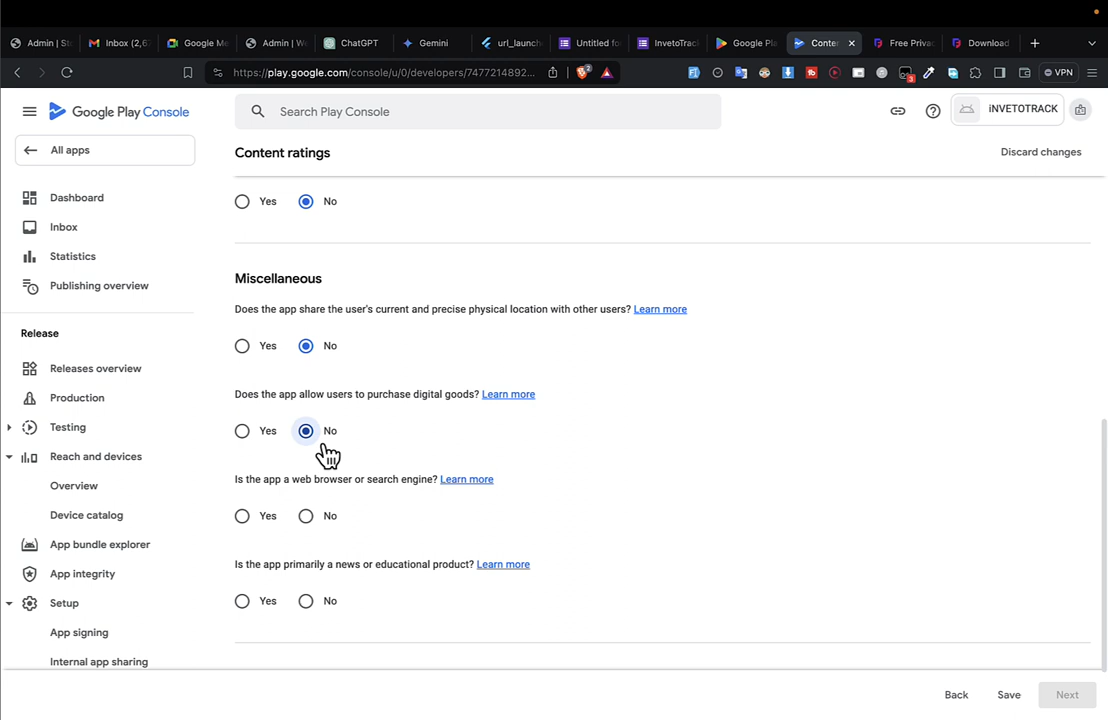 Admin | St
Inbox (2,6
Google Me
Admin | W
ChatGPT
Gemini
url_launch
Untitled fo
InvetoTrac
Google Pla
Conte
Free Priva
Download
https://play.google.com/console/u/0/developers/7477214892...
2
3
VPN
Google Play Console
Search Play Console
iNVETOTRACK
All apps
Content ratings
Discard changes
Dashboard
Inbox
Statistics
Publishing overview
Release
Releases overview
Production
Testing
Reach and devices
Overview
Device catalog
App bundle explorer
App integrity
Setup
App signing
Internal app sharing
Yes No
Miscellaneous
Does the app share the user's current and precise physical location with other users? Learn more
Yes No
Does the app allow users to purchase digital goods? Learn more
Yes No
Is the app a web browser or search engine? Learn more
Yes No
Is the app primarily a news or educational product? Learn more
Yes No
Back Save Next